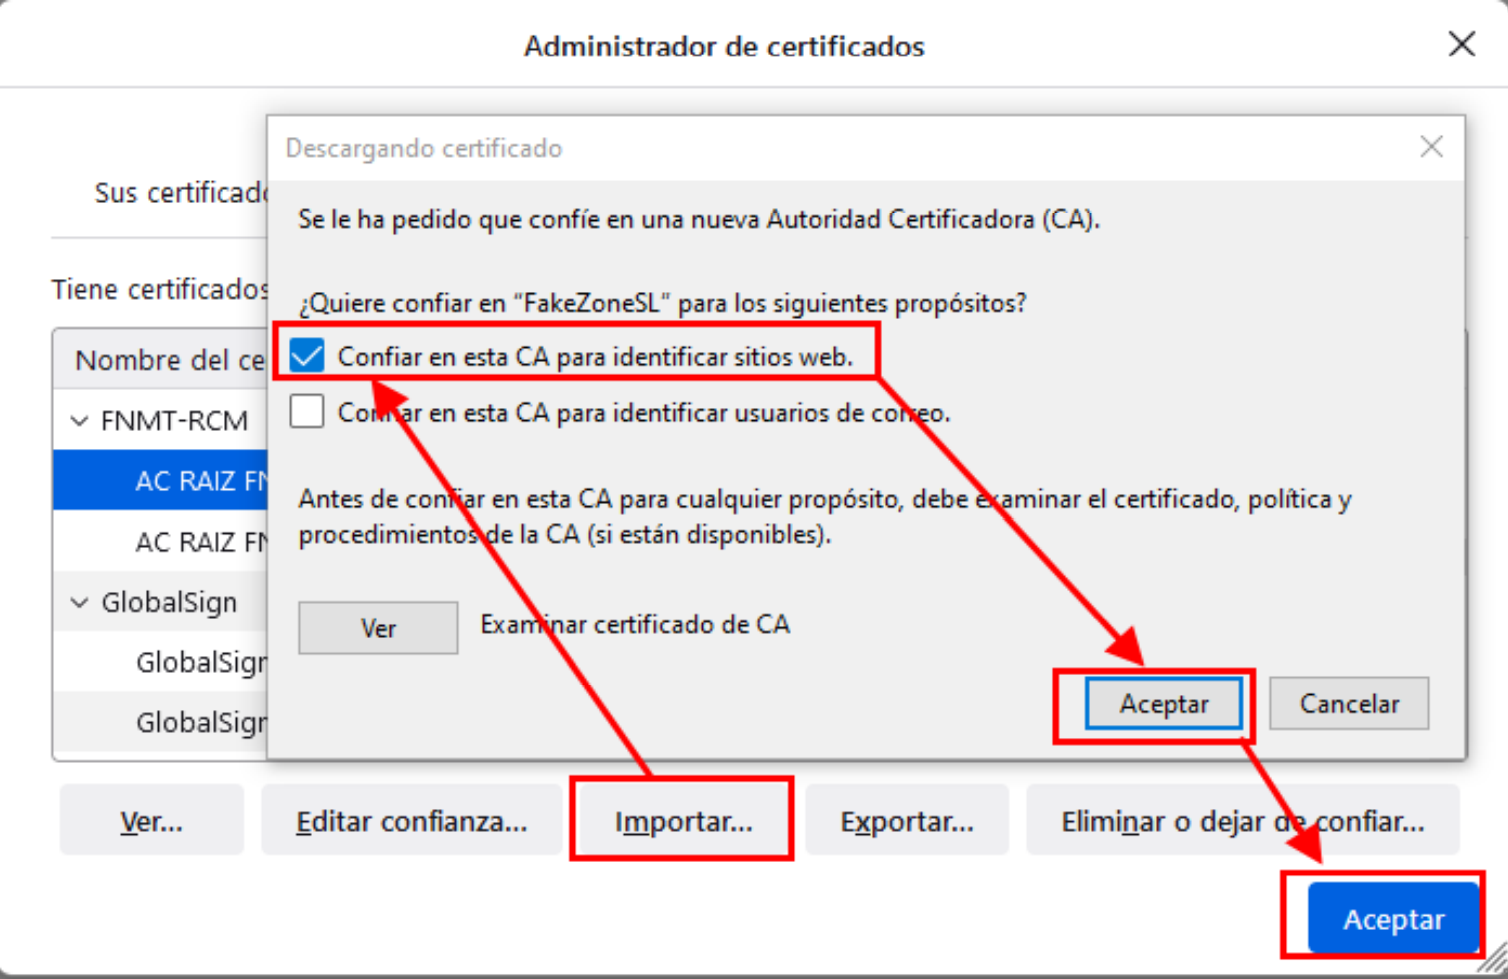 Administrador de certificados
Descargando certificado
Sus certificado
Se le ha pedido que confíe en una nueva Autoridad Certificadora (CA).
Tiene certificados
¿Quiere confiar en "FakeZoneSL" para los siguientes propósitos?
Nombre del ce
Confiar en esta CA para identificar sitios web.
FNMT-RCM
Confiar en esta CA para identificar usuarios de correo.
AC RAIZ FN
Antes de confiar en esta CA para cualquier propósito, debe examinar el certificado, política y
procedimientos de la CA (si están disponibles).
AC RAIZ FN
GlobalSign
Ver
Examinar certificado de CA
GlobalSign
GlobalSign
Aceptar
Cancelar
Ver...
Editar confianza...
Importar...
Exportar...
Eliminar o dejar de confiar...
Aceptar